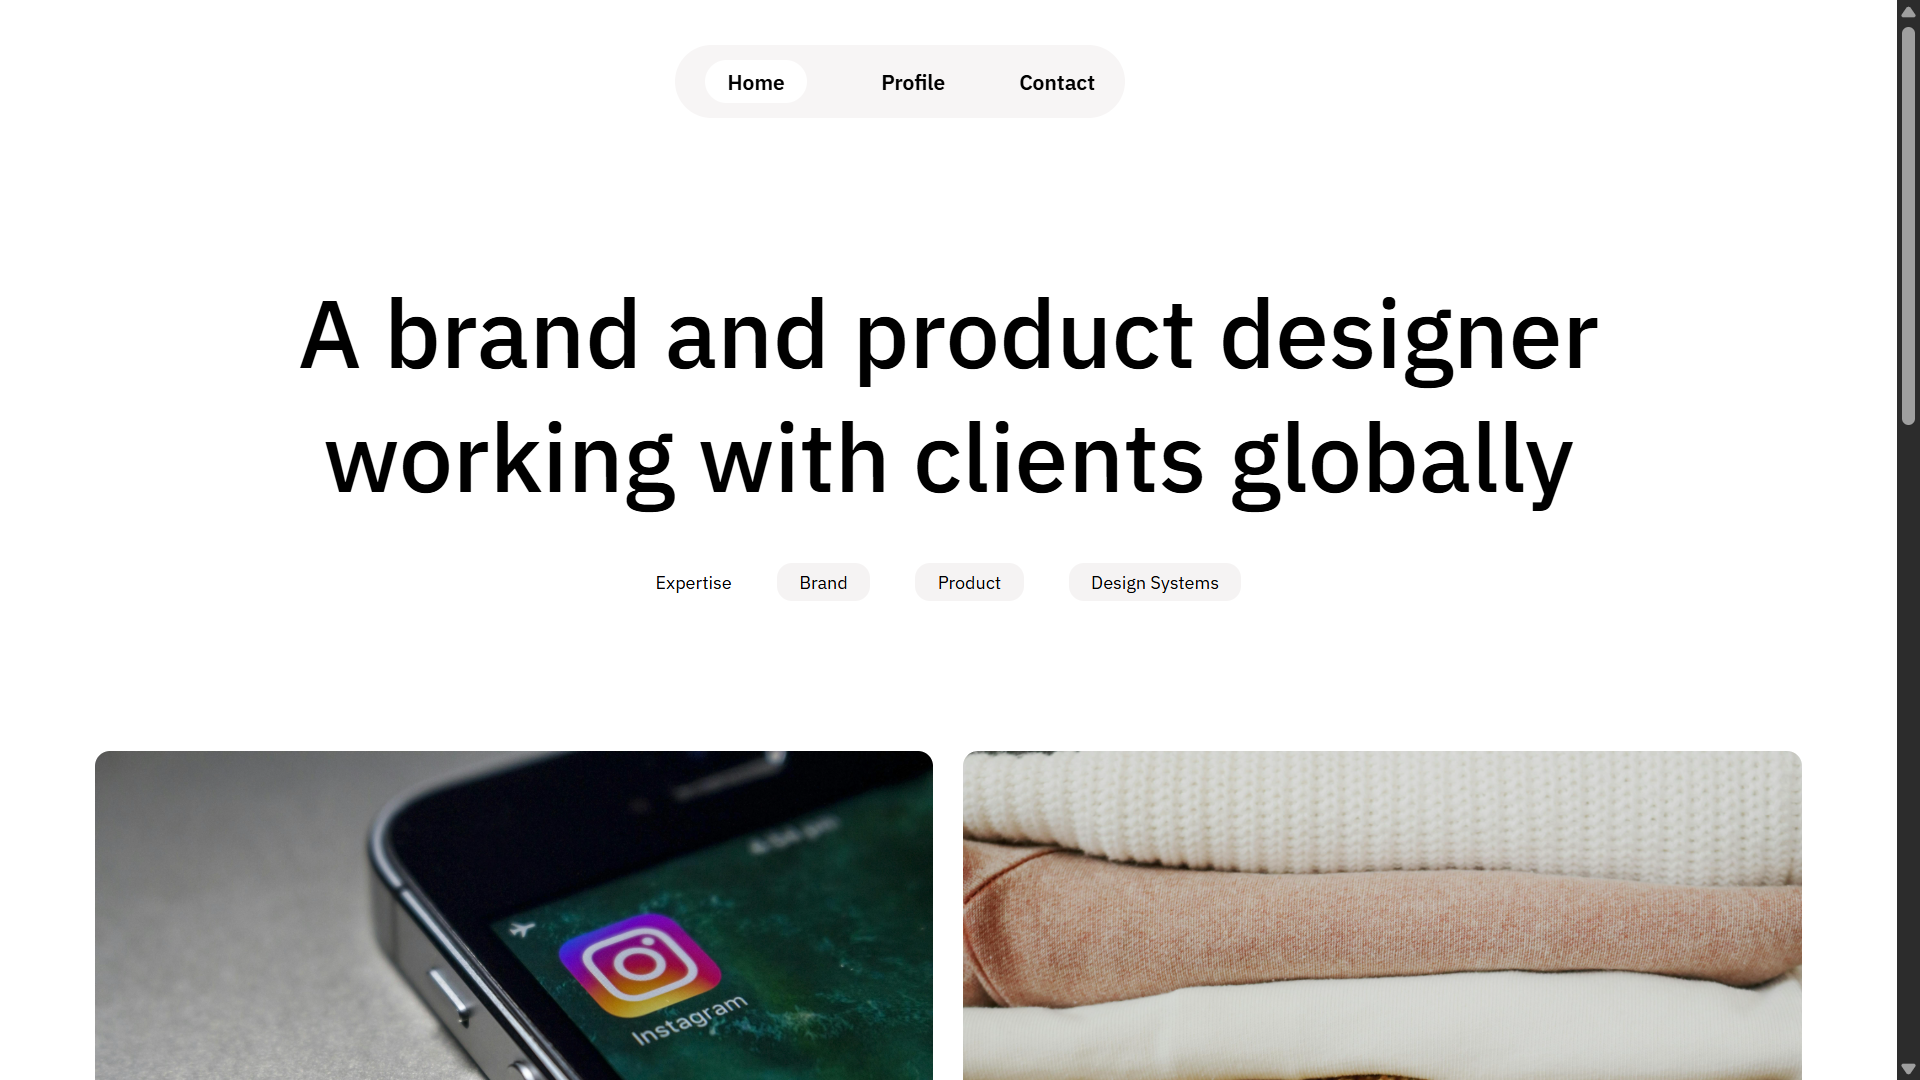 Home Profile Contact
A brand and product designer
working with clients globally
Expertise Brand Product Design Systems
Instagram